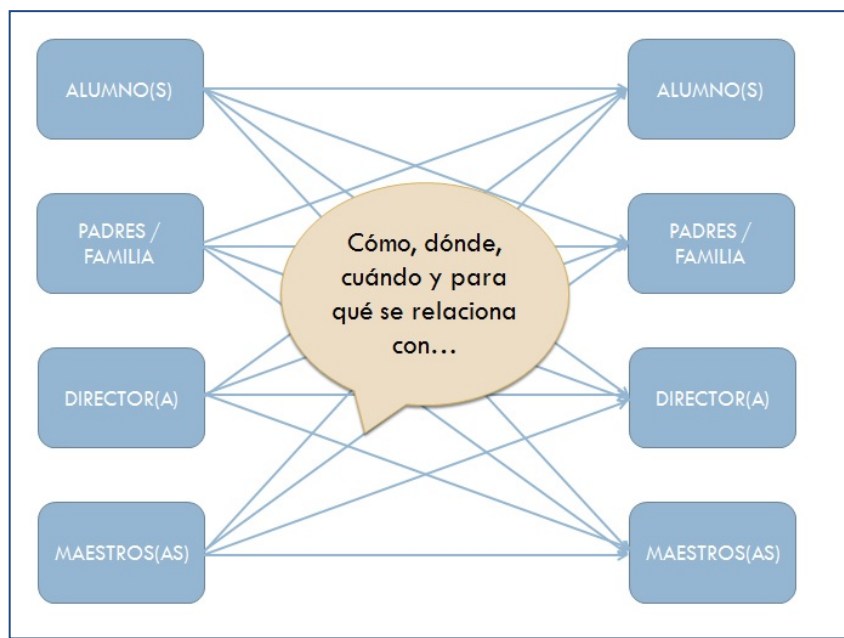 ALUMNO(S)
ALUMNO(S)
PADRES /
FAMILIA
PADRES /
FAMILIA
Cómo, dónde,
cuándo y para
qué se relaciona
con...
DIRECTOR(A)
DIRECTOR(A)
MAESTROS(AS)
MAESTROS(AS)